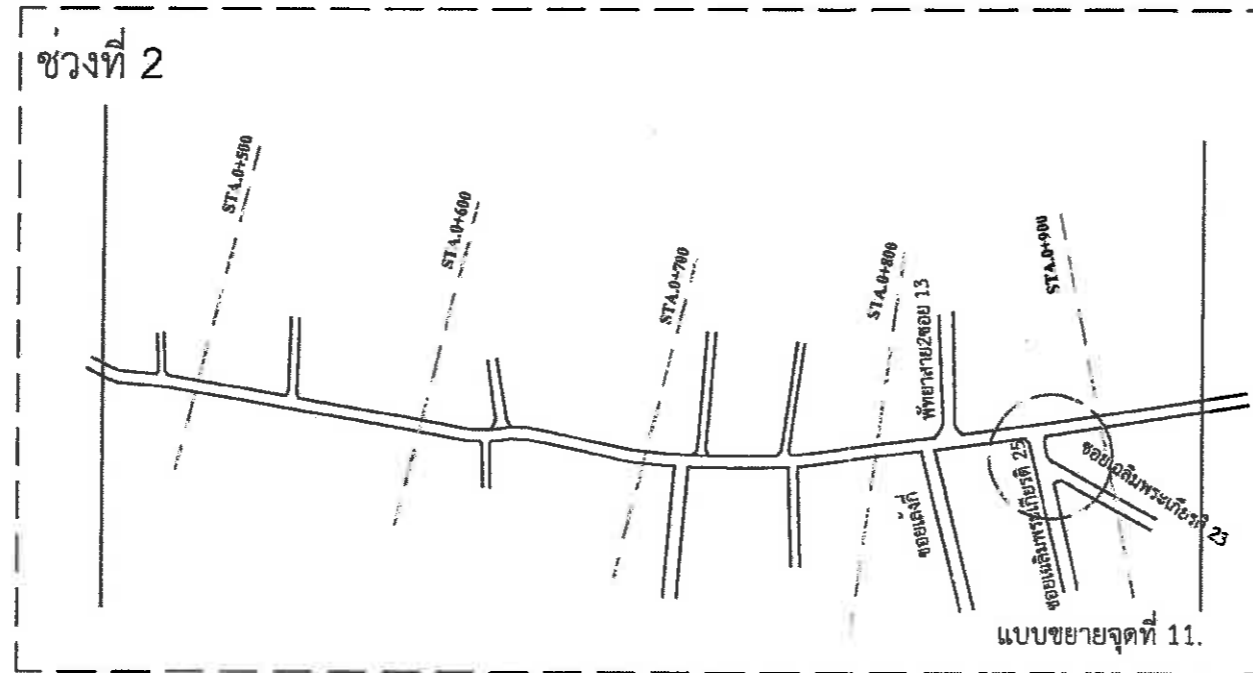 ช่วงที่ 2
STA.0+500
STA.0+600
STA.0+700
STA.0+800
STA.0+900
พัทยาสาย2ซอย 13
ซอยเล้งกี่
ซอยเฉลิมพระเกียรติ 25
ซอยเฉลิมพระเกียรติ 23
แบบขยายจุดที่ 11.